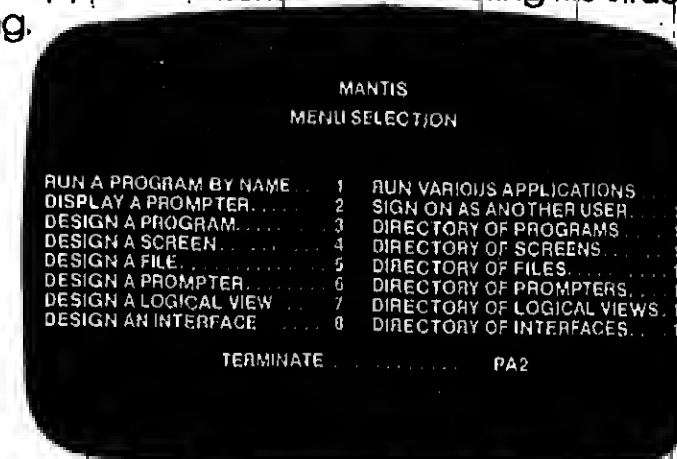 g.
MANTIS
MENU SELECTION
RUN A PROGRAM BY NAME . . 1 RUN VARIOUS APPLICATIONS . . .
DISPLAY A PROMPTER . . . . . 2 SIGN ON AS ANOTHER USER . . . .
DESIGN A PROGRAM . . . . . . 3 DIRECTORY OF PROGRAMS . . . .
DESIGN A SCREEN . . . . . . . 4 DIRECTORY OF SCREENS . . . . .
DESIGN A FILE . . . . . . . . . . 5 DIRECTORY OF FILES . . . . . . .
DESIGN A PROMPTER . . . . . 6 DIRECTORY OF PROMPTERS . . .
DESIGN A LOGICAL VIEW . . 7 DIRECTORY OF LOGICAL VIEWS .
DESIGN AN INTERFACE . . . . 8 DIRECTORY OF INTERFACES . .
TERMINATE . . . . . . . . . . . PA2